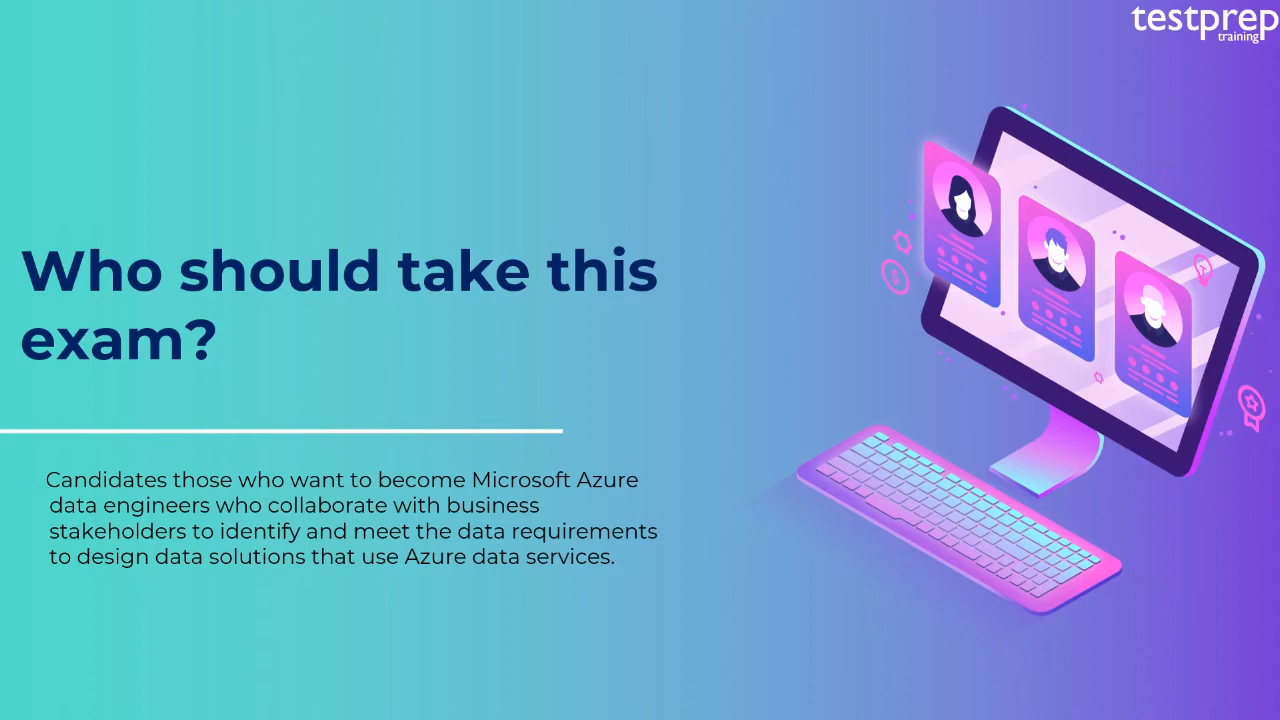 testprep
training
Who should take this
exam?
Candidates those who want to become Microsoft Azure
data engineers who collaborate with business
stakeholders to identify and meet the data requirements
to design data solutions that use Azure data services.